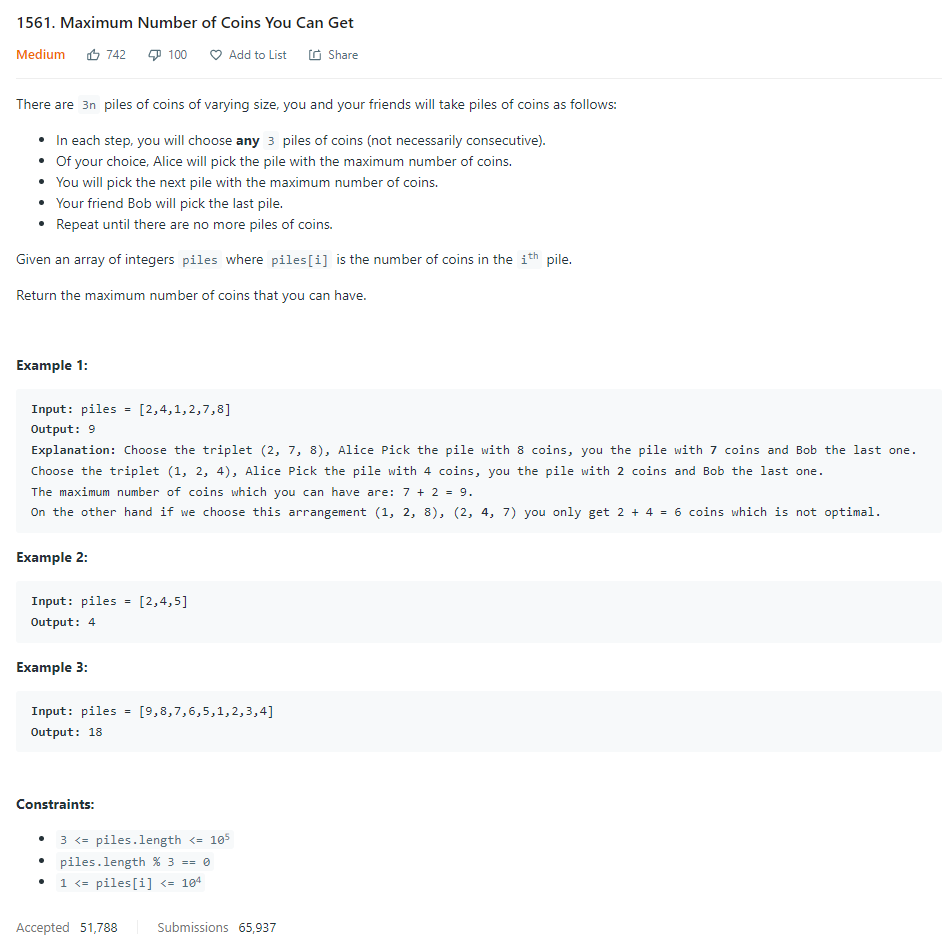 1561. Maximum Number of Coins You Can Get
Medium 742 100 Add to List Share
There are 3n piles of coins of varying size, you and your friends will take piles of coins as follows:
• In each step, you will choose any 3 piles of coins (not necessarily consecutive).
• Of your choice, Alice will pick the pile with the maximum number of coins.
• You will pick the next pile with the maximum number of coins.
• Your friend Bob will pick the last pile.
• Repeat until there are no more piles of coins.
Given an array of integers piles where piles[i] is the number of coins in the iᵗʰ pile.
Return the maximum number of coins that you can have.
Example 1:
Input: piles = [2,4,1,2,7,8]
Output: 9
Explanation: Choose the triplet (2, 7, 8), Alice Pick the pile with 8 coins, you the pile with 7 coins and Bob the last one.
Choose the triplet (1, 2, 4), Alice Pick the pile with 4 coins, you the pile with 2 coins and Bob the last one.
The maximum number of coins which you can have are: 7 + 2 = 9.
On the other hand if we choose this arrangement (1, 2, 8), (2, 4, 7) you only get 2 + 4 = 6 coins which is not optimal.
Example 2:
Input: piles = [2,4,5]
Output: 4
Example 3:
Input: piles = [9,8,7,6,5,1,2,3,4]
Output: 18
Constraints:
• 3 <= piles.length <= 10⁵
• piles.length % 3 == 0
• 1 <= piles[i] <= 10⁴
Accepted 51,788 Submissions 65,937